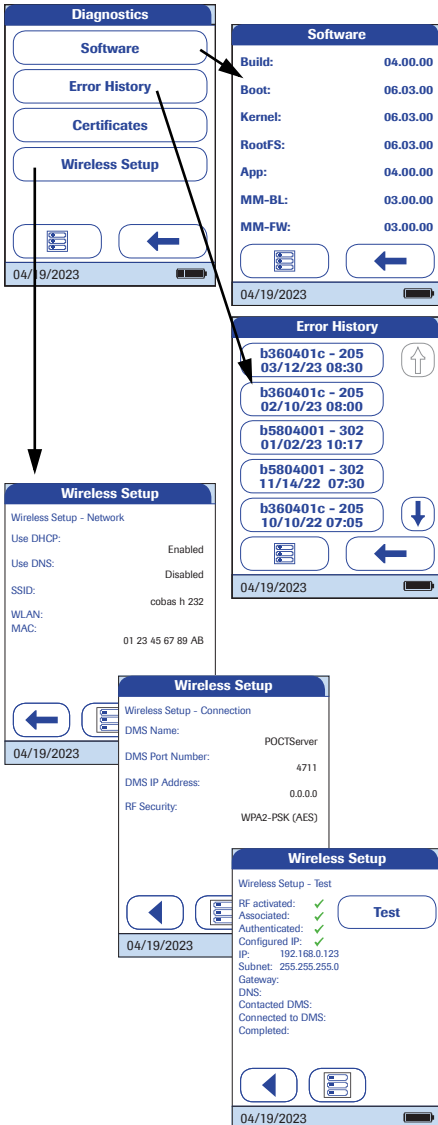 Diagnostics
Software
Error History
Certificates
Wireless Setup
04/19/2023
Software
Build: 04.00.00
Boot: 06.03.00
Kernel: 06.03.00
RootFS: 06.03.00
App: 04.00.00
MM-BL: 03.00.00
MM-FW: 03.00.00
04/19/2023
Error History
b360401c - 205
03/12/23 08:30
b360401c - 205
02/10/23 08:00
b5804001 - 302
01/02/23 10:17
b5804001 - 302
11/14/22 07:30
b360401c - 205
10/10/22 07:05
04/19/2023
Wireless Setup
Wireless Setup - Network
Use DHCP:
Enabled
Use DNS:
Disabled
SSID:
cobas h 232
WLAN:
MAC:
01 23 45 67 89 AB
04/19/2023
Wireless Setup
Wireless Setup - Connection
DMS Name:
POCTServer
DMS Port Number:
4711
DMS IP Address:
0.0.0.0
RF Security:
WPA2-PSK (AES)
04/19/2023
Wireless Setup
Wireless Setup - Test
RF activated: ✓
Associated: ✓
Authenticated: ✓
Configured IP: ✓
Test
IP: 192.168.0.123
Subnet: 255.255.255.0
Gateway:
DNS:
Contacted DMS:
Connected to DMS:
Completed:
04/19/2023